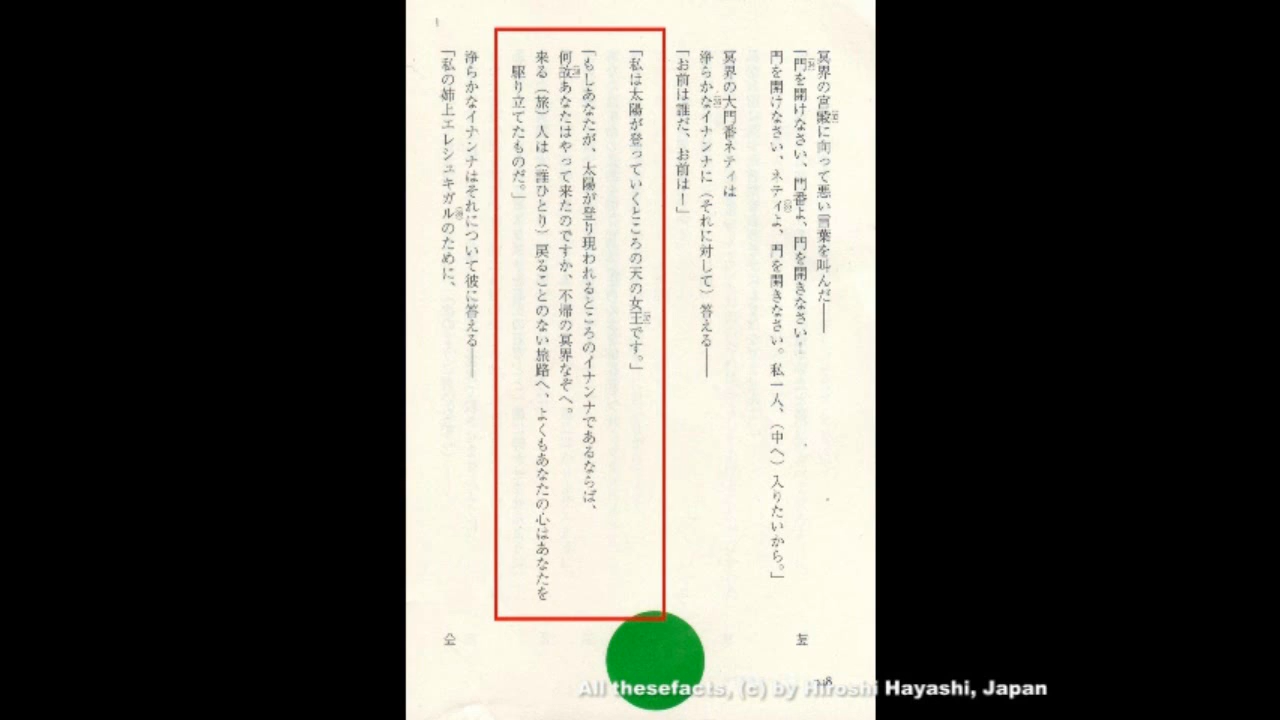 冥界の宮殿に向って悪い言葉を叫んだ――
「門を開けなさい、門番よ、門を開きなさい
門を開けなさい、ネティよ、門を開きなさい。私一人、（中へ）入りたいから。」
冥界の大門番ネティは
浄らかなイナンナに（それに対して）答える――
「お前は誰だ、お前は！」
「私は太陽が登っていくところの天の女王です。」
「もしあなたが、太陽が登り現われるところのイナンナであるならば、
何故あなたはやって来たのですか、不帰の冥界なぞへ。
来る（旅）人は（誰ひとり）戻ることのない旅路へ、よくもあなたの心はあなたを
駆り立てたものだ。」
浄らかなイナンナはそれについて彼に答える――
「私の姉上エレシュキガルのために、
All thesefacts, (c) by Hiroshi Hayashi, Japan